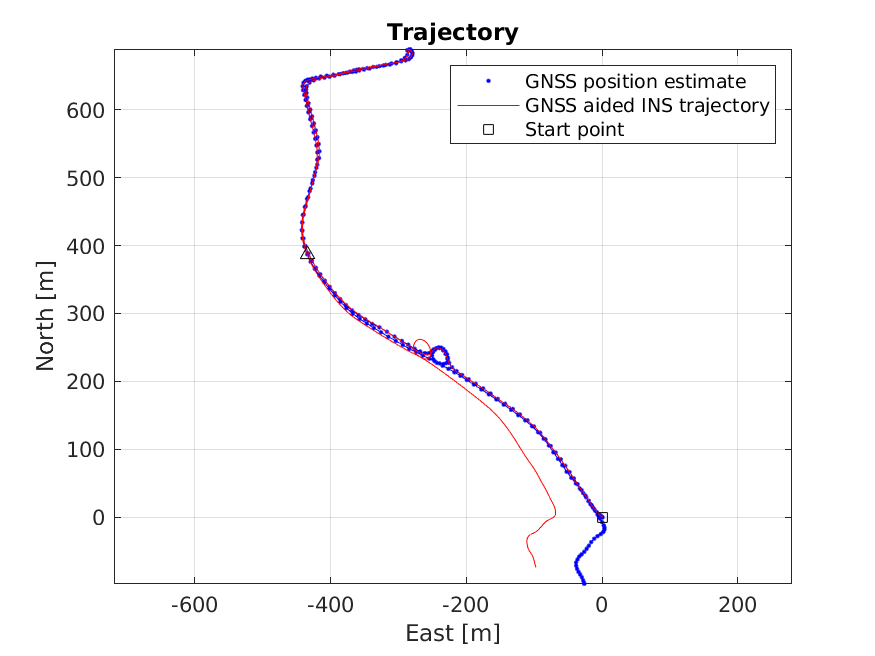 Trajectory
GNSS position estimate
GNSS aided INS trajectory
Start point
600
500
400
300
200
100
0
North [m]
-600 -400 -200 0 200
East [m]